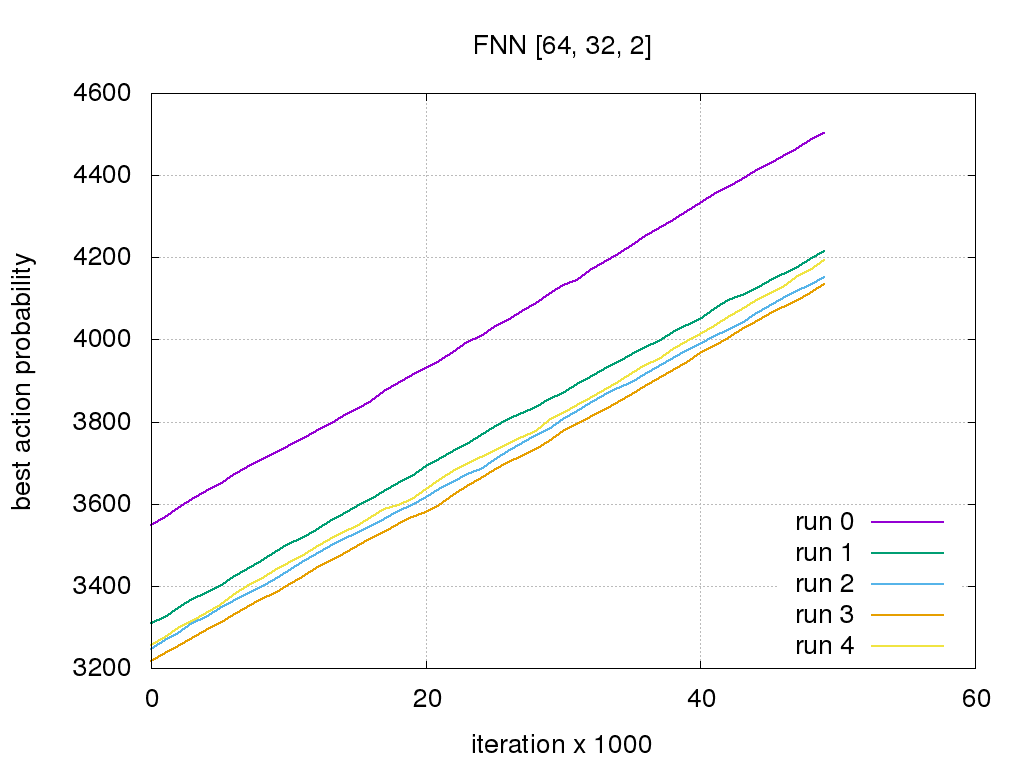 FNN [64, 32, 2]
4600
4400
4200
4000
3800
3600
3400
3200
best action probability
run 0
run 1
run 2
run 3
run 4
0 20 40 60
iteration x 1000